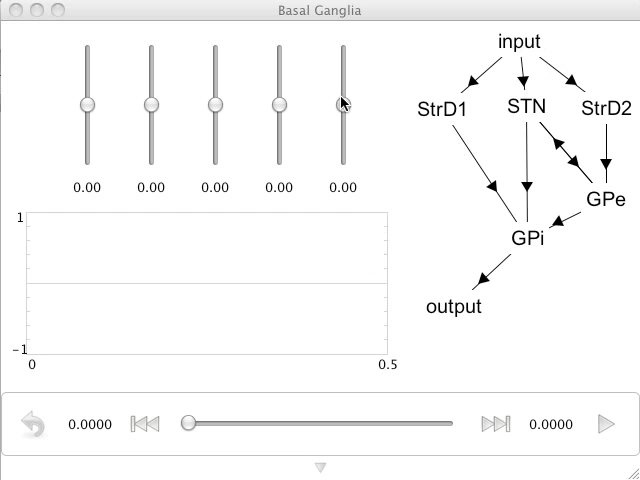 Basal Ganglia
0.00 0.00 0.00 0.00 0.00
1
-1
0 0.5
input
StrD1 STN StrD2
GPe
GPi
output
0.0000 0.0000